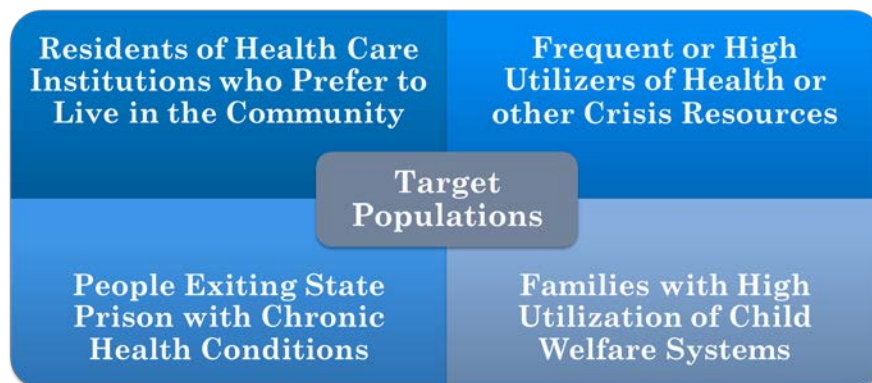 Residents of Health Care
Institutions who Prefer to
Live in the Community
Frequent or High
Utilizers of Health or
other Crisis Resources
Target
Populations
People Exiting State
Prison with Chronic
Health Conditions
Families with High
Utilization of Child
Welfare Systems